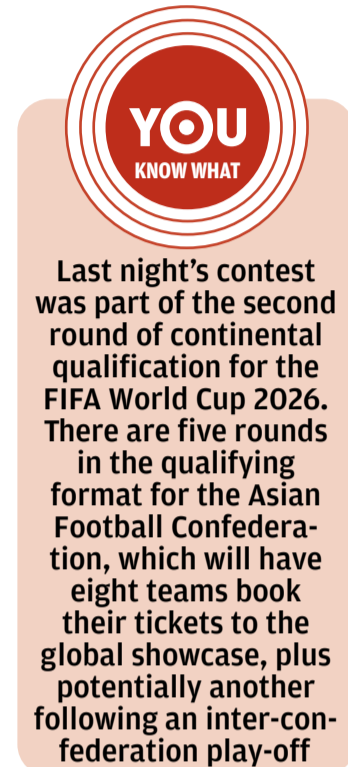 YOU
KNOW WHAT
Last night's contest
was part of the second
round of continental
qualification for the
FIFA World Cup 2026.
There are five rounds
in the qualifying
format for the Asian
Football Confedera-
tion, which will have
eight teams book
their tickets to the
global showcase, plus
potentially another
following an inter-con-
federation play-off